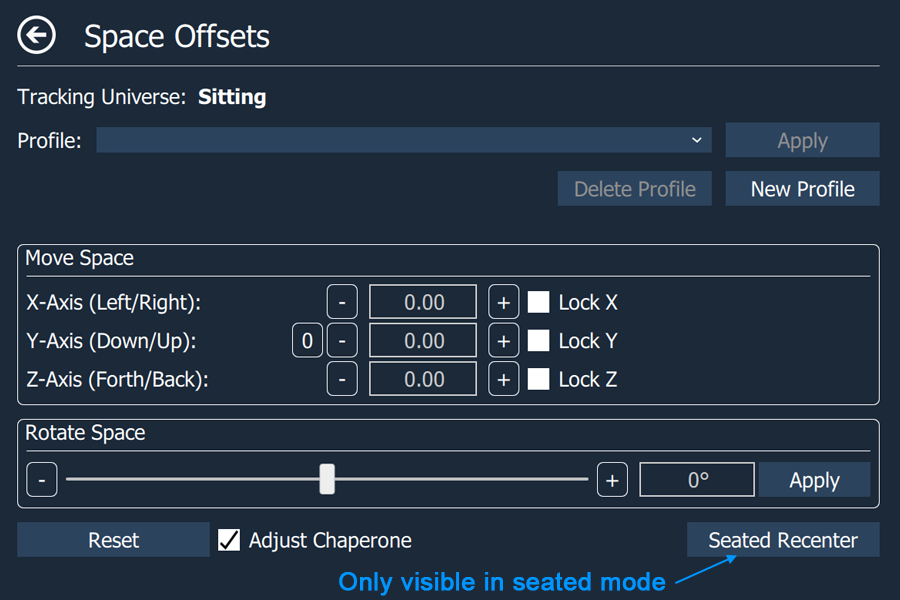 Space Offsets
Tracking Universe: Sitting
Profile: Apply
Delete Profile New Profile
Move Space
X-Axis (Left/Right): - 0.00 + Lock X
Y-Axis (Down/Up): 0 - 0.00 + Lock Y
Z-Axis (Forth/Back): - 0.00 + Lock Z
Rotate Space
- + 0° Apply
Reset Adjust Chaperone Seated Recenter
Only visible in seated mode